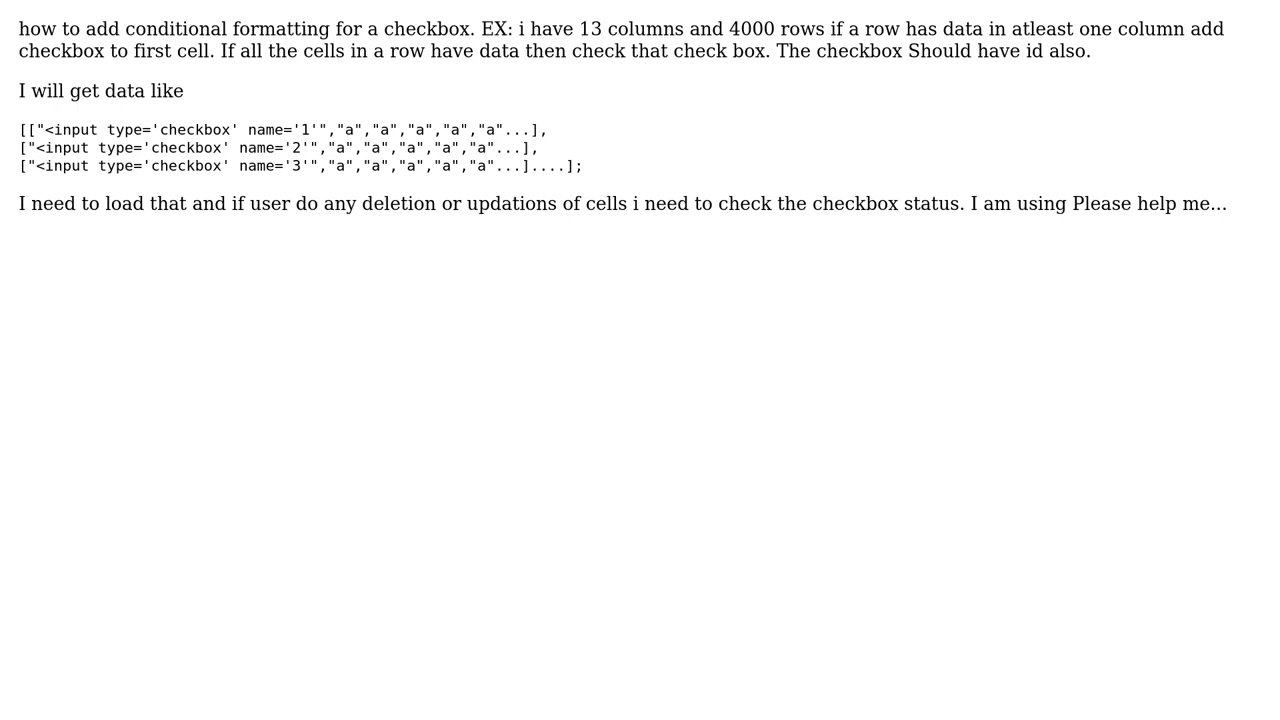 how to add conditional formatting for a checkbox. EX: i have 13 columns and 4000 rows if a row has data in atleast one column add
checkbox to first cell. If all the cells in a row have data then check that check box. The checkbox Should have id also.
I will get data like
[["<input type='checkbox' name='1'","a","a","a","a","a"...],
["<input type='checkbox' name='2'","a","a","a","a","a"...],
["<input type='checkbox' name='3'","a","a","a","a","a"...]....];
I need to load that and if user do any deletion or updations of cells i need to check the checkbox status. I am using Please help me...